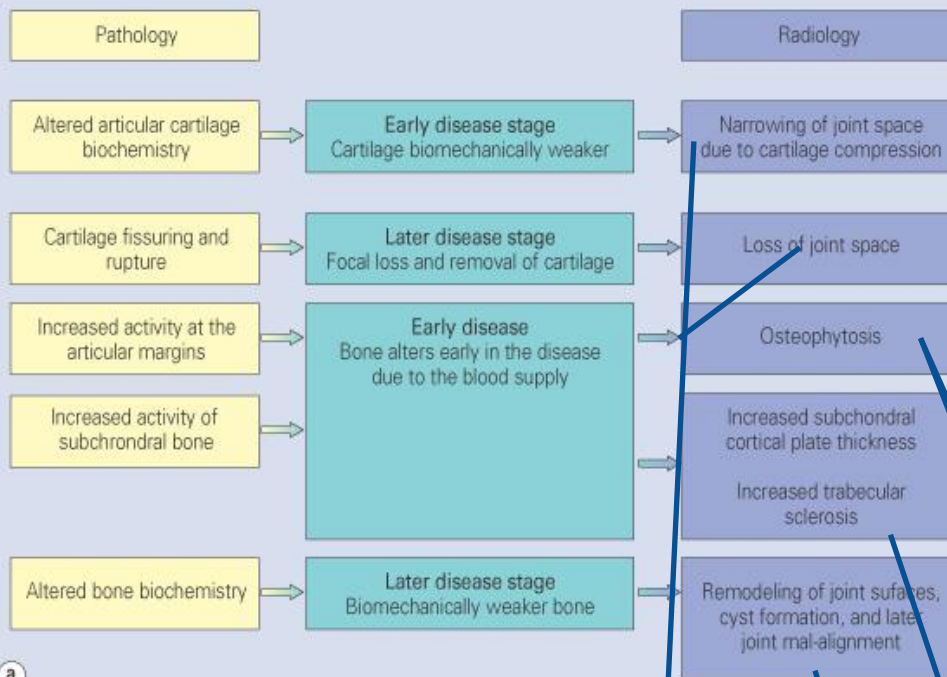 Pathology
Radiology
Altered articular cartilage
biochemistry
Early disease stage
Cartilage biomechanically weaker
Narrowing of joint space
due to cartilage compression
Cartilage fissuring and
rupture
Later disease stage
Focal loss and removal of cartilage
Loss of joint space
Increased activity at the
articular margins
Early disease
Bone alters early in the disease
due to the blood supply
Osteophytosis
Increased activity of
subchrondral bone
Increased subchondral
cortical plate thickness
Increased trabecular
sclerosis
Altered bone biochemistry
Later disease stage
Biomechanically weaker bone
Remodeling of joint sufaces,
cyst formation, and later
joint mal-alignment
a